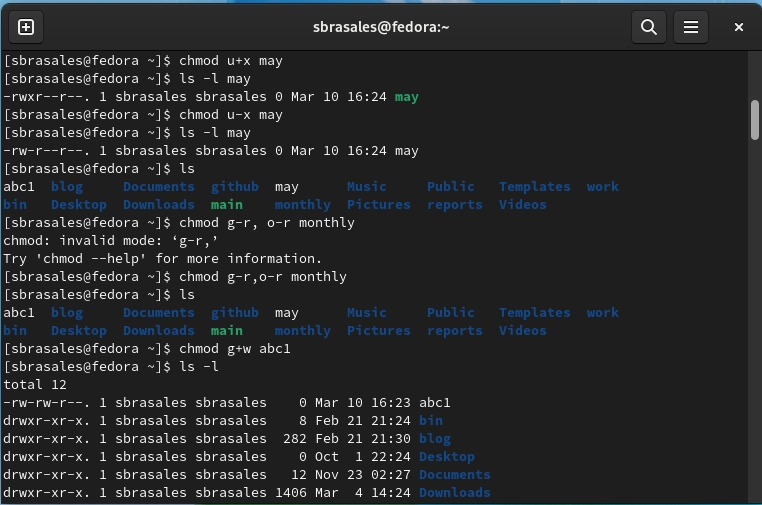 sbrasales@fedora:~
[sbrasales@fedora ~]$ chmod u+x may
[sbrasales@fedora ~]$ ls -l may
-rwxr--r--. 1 sbrasales sbrasales 0 Mar 10 16:24 may
[sbrasales@fedora ~]$ chmod u-x may
[sbrasales@fedora ~]$ ls -l may
-rw-r--r--. 1 sbrasales sbrasales 0 Mar 10 16:24 may
[sbrasales@fedora ~]$ ls
abc1  blog     Documents  github  may      Music     Public   Templates  work
bin   Desktop  Downloads  main    monthly  Pictures  reports  Videos
[sbrasales@fedora ~]$ chmod g-r, o-r monthly
chmod: invalid mode: ‘g-r,’
Try 'chmod --help' for more information.
[sbrasales@fedora ~]$ chmod g-r,o-r monthly
[sbrasales@fedora ~]$ ls
abc1  blog     Documents  github  may      Music     Public   Templates  work
bin   Desktop  Downloads  main    monthly  Pictures  reports  Videos
[sbrasales@fedora ~]$ chmod g+w abc1
[sbrasales@fedora ~]$ ls -l
total 12
-rw-rw-r--. 1 sbrasales sbrasales    0 Mar 10 16:23 abc1
drwxr-xr-x. 1 sbrasales sbrasales    8 Feb 21 21:24 bin
drwxr-xr-x. 1 sbrasales sbrasales  282 Feb 21 21:30 blog
drwxr-xr-x. 1 sbrasales sbrasales    0 Oct  1 22:24 Desktop
drwxr-xr-x. 1 sbrasales sbrasales   12 Nov 23 02:27 Documents
drwxr-xr-x. 1 sbrasales sbrasales 1406 Mar  4 14:24 Downloads